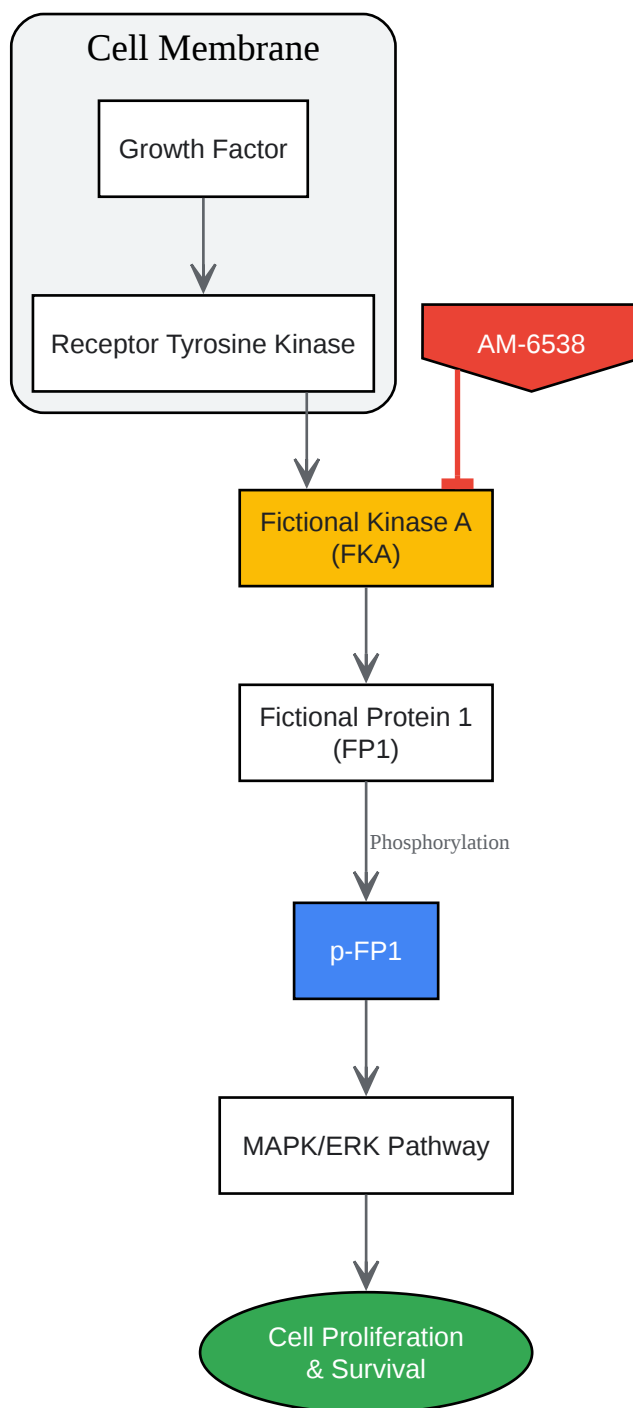 Cell Membrane
Growth Factor
Receptor Tyrosine Kinase
AM-6538
Fictional Kinase A
(FKA)
Fictional Protein 1
(FP1)
Phosphorylation
p-FP1
MAPK/ERK Pathway
Cell Proliferation
& Survival